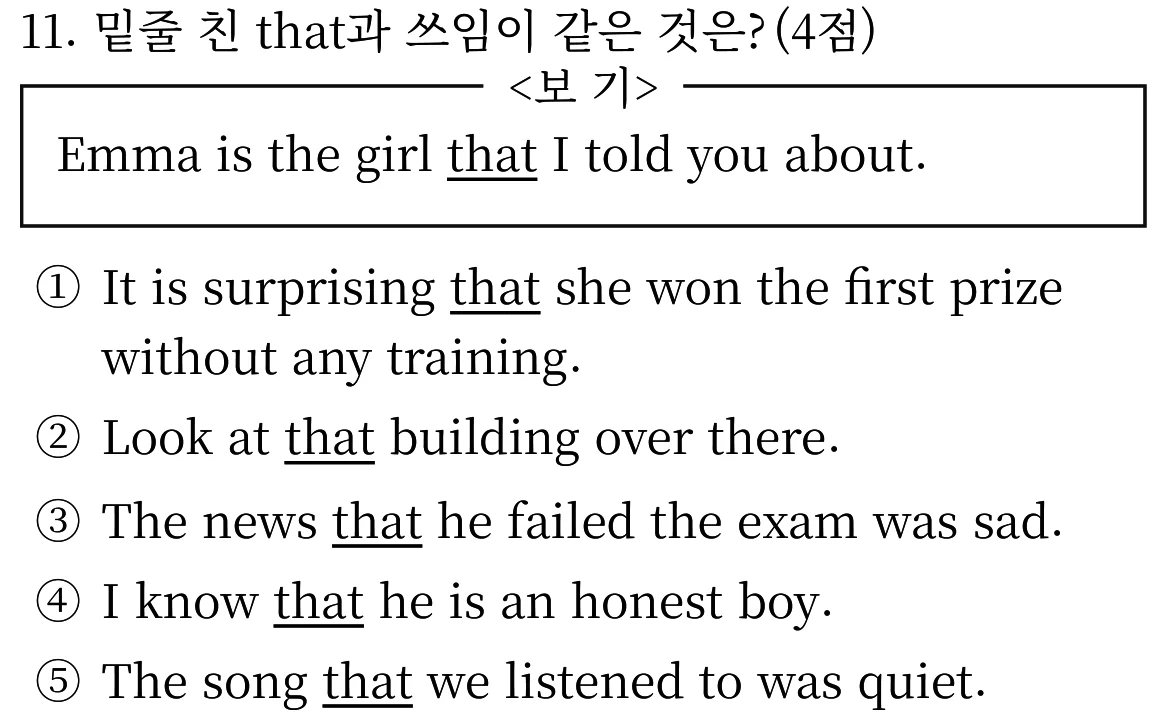 11. 밑줄 친 that과 쓰임이 같은 것은?(4점)
<보 기>
Emma is the girl that I told you about.
① It is surprising that she won the first prize
without any training.
② Look at that building over there.
③ The news that he failed the exam was sad.
④ I know that he is an honest boy.
⑤ The song that we listened to was quiet.